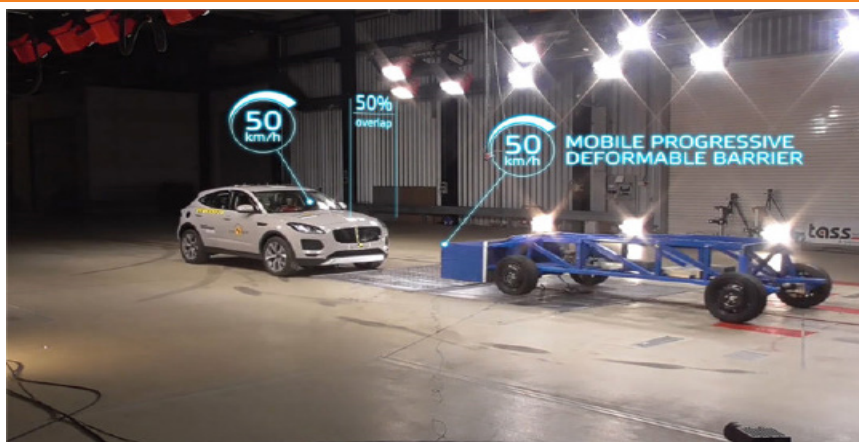 50
km/h
50%
overlap
50
km/h
MOBILE PROGRESSIVE
DEFORMABLE BARRIER
tass